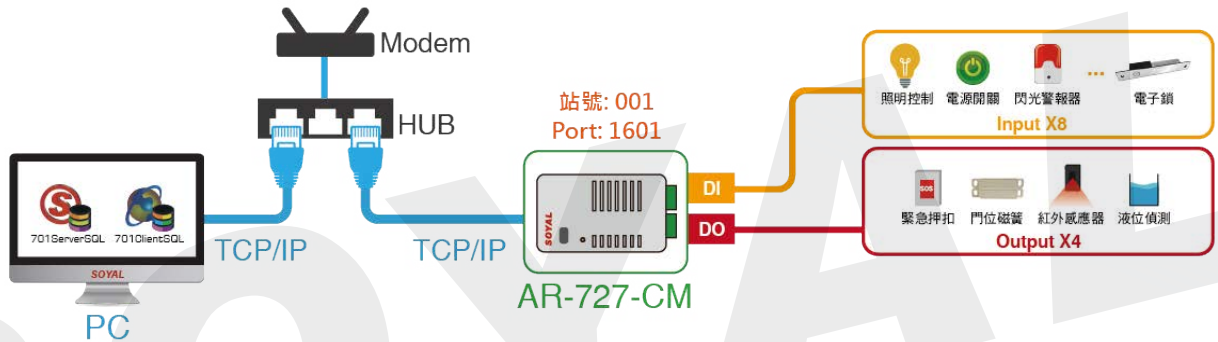 Modem
HUB
站號: 001
Port: 1601
701ServerSQL
701ClientSQL
SOYAL
PC
TCP/IP
TCP/IP
SOYAL
AR-727-CM
DI
DO
照明控制
電源開關
閃光警報器
...
電子鎖
Input X8
SOS
緊急押扣
門位磁簧
紅外感應器
液位偵測
Output X4
SOYAL